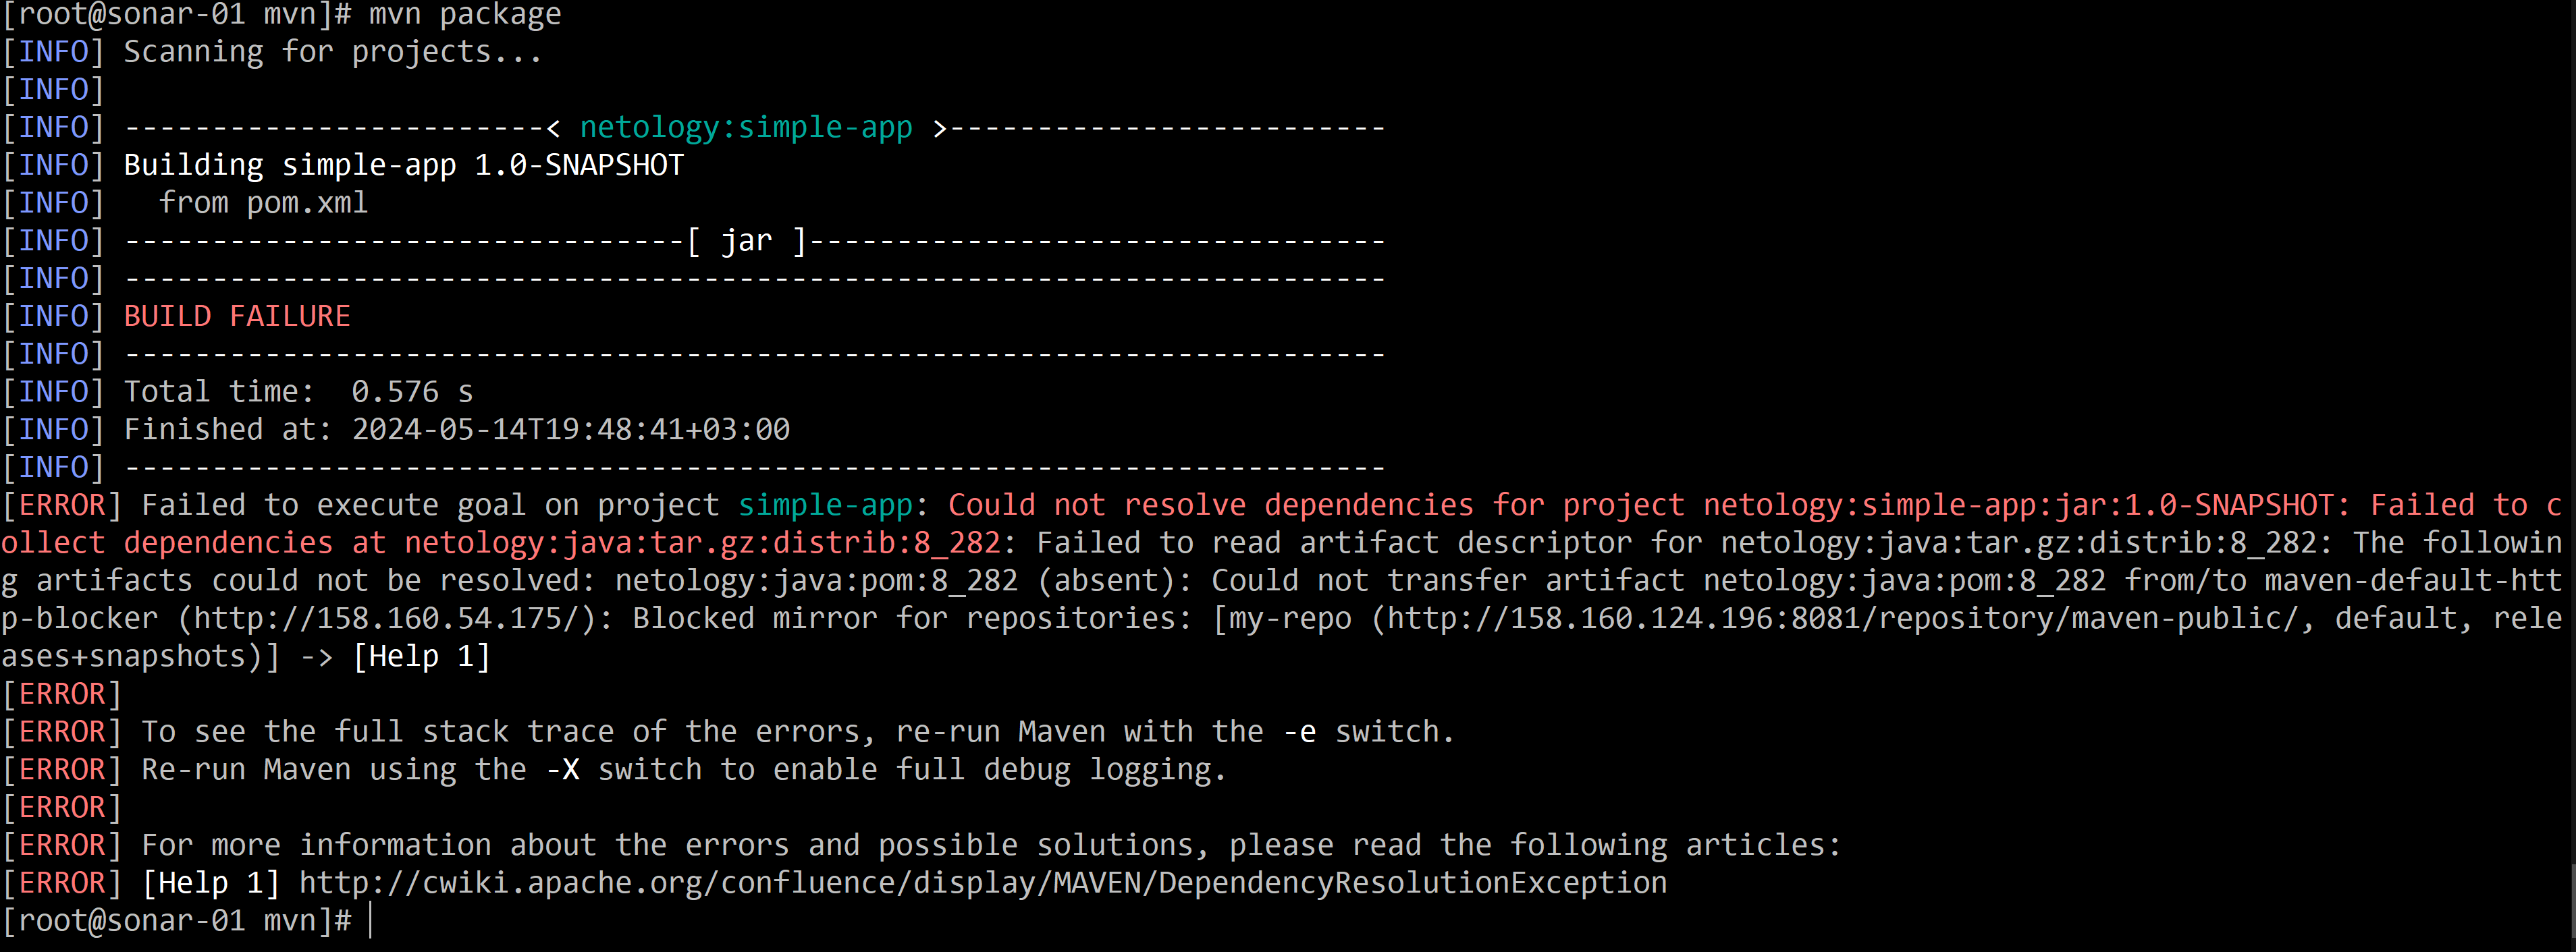 [root@sonar-01 mvn]# mvn package
[INFO] Scanning for projects...
[INFO]
[INFO] ------------------------< netology:simple-app >-------------------------
[INFO] Building simple-app 1.0-SNAPSHOT
[INFO]   from pom.xml
[INFO] --------------------------------[ jar ]---------------------------------
[INFO] ------------------------------------------------------------------------
[INFO] BUILD FAILURE
[INFO] ------------------------------------------------------------------------
[INFO] Total time:  0.576 s
[INFO] Finished at: 2024-05-14T19:48:41+03:00
[INFO] ------------------------------------------------------------------------
[ERROR] Failed to execute goal on project simple-app: Could not resolve dependencies for project netology:simple-app:jar:1.0-SNAPSHOT: Failed to c
ollect dependencies at netology:java:tar.gz:distrib:8_282: Failed to read artifact descriptor for netology:java:tar.gz:distrib:8_282: The followin
g artifacts could not be resolved: netology:java:pom:8_282 (absent): Could not transfer artifact netology:java:pom:8_282 from/to maven-default-htt
p-blocker (http://158.160.54.175/): Blocked mirror for repositories: [my-repo (http://158.160.124.196:8081/repository/maven-public/, default, rele
ases+snapshots)] -> [Help 1]
[ERROR]
[ERROR] To see the full stack trace of the errors, re-run Maven with the -e switch.
[ERROR] Re-run Maven using the -X switch to enable full debug logging.
[ERROR]
[ERROR] For more information about the errors and possible solutions, please read the following articles:
[ERROR] [Help 1] http://cwiki.apache.org/confluence/display/MAVEN/DependencyResolutionException
[root@sonar-01 mvn]#